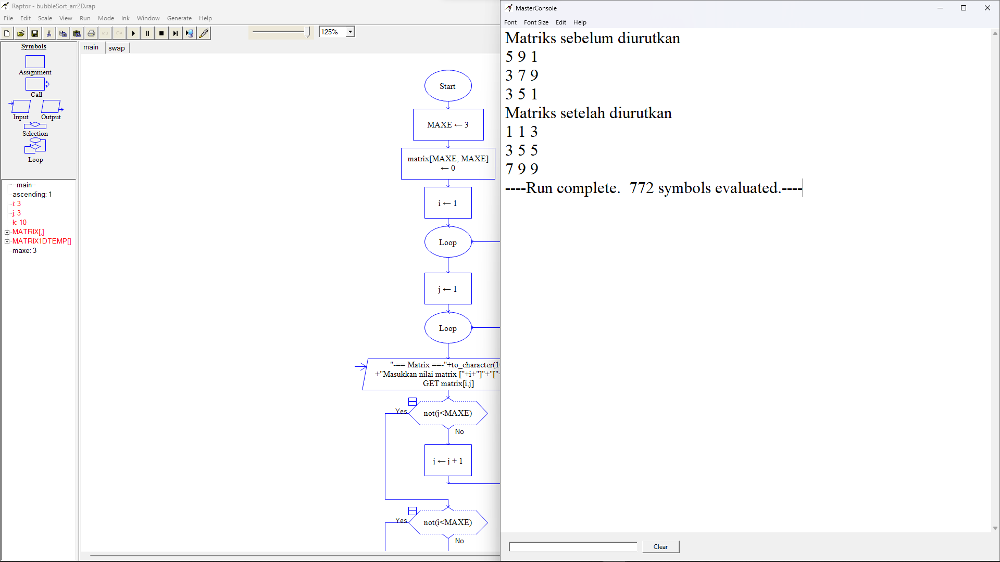 Raptor - bubbleSort_arr2D.rap
File Edit Scale View Run Mode Ink Window Generate Help
125%
Symbols
Assignment
Call
Input Output
Selection
Loop
--main--
ascending: 1
i: 3
j: 3
k: 10
MATRIX[,]
MATRIX1DTEMP[]
maxe: 3
main swap
Start
MAXE ← 3
matrix[MAXE, MAXE]
← 0
i ← 1
Loop
j ← 1
Loop
"-== Matrix ==-"+to_character(1
+"Masukkan nilai matrix ["+i+"]"+"["+
GET matrix[i,j]
Yes
not(j<MAXE)
No
j ← j + 1
Yes
not(i<MAXE)
No
MasterConsole
Font Font Size Edit Help
Matriks sebelum diurutkan
5 9 1
3 7 9
3 5 1
Matriks setelah diurutkan
1 1 3
3 5 5
7 9 9
----Run complete.  772 symbols evaluated.----
Clear